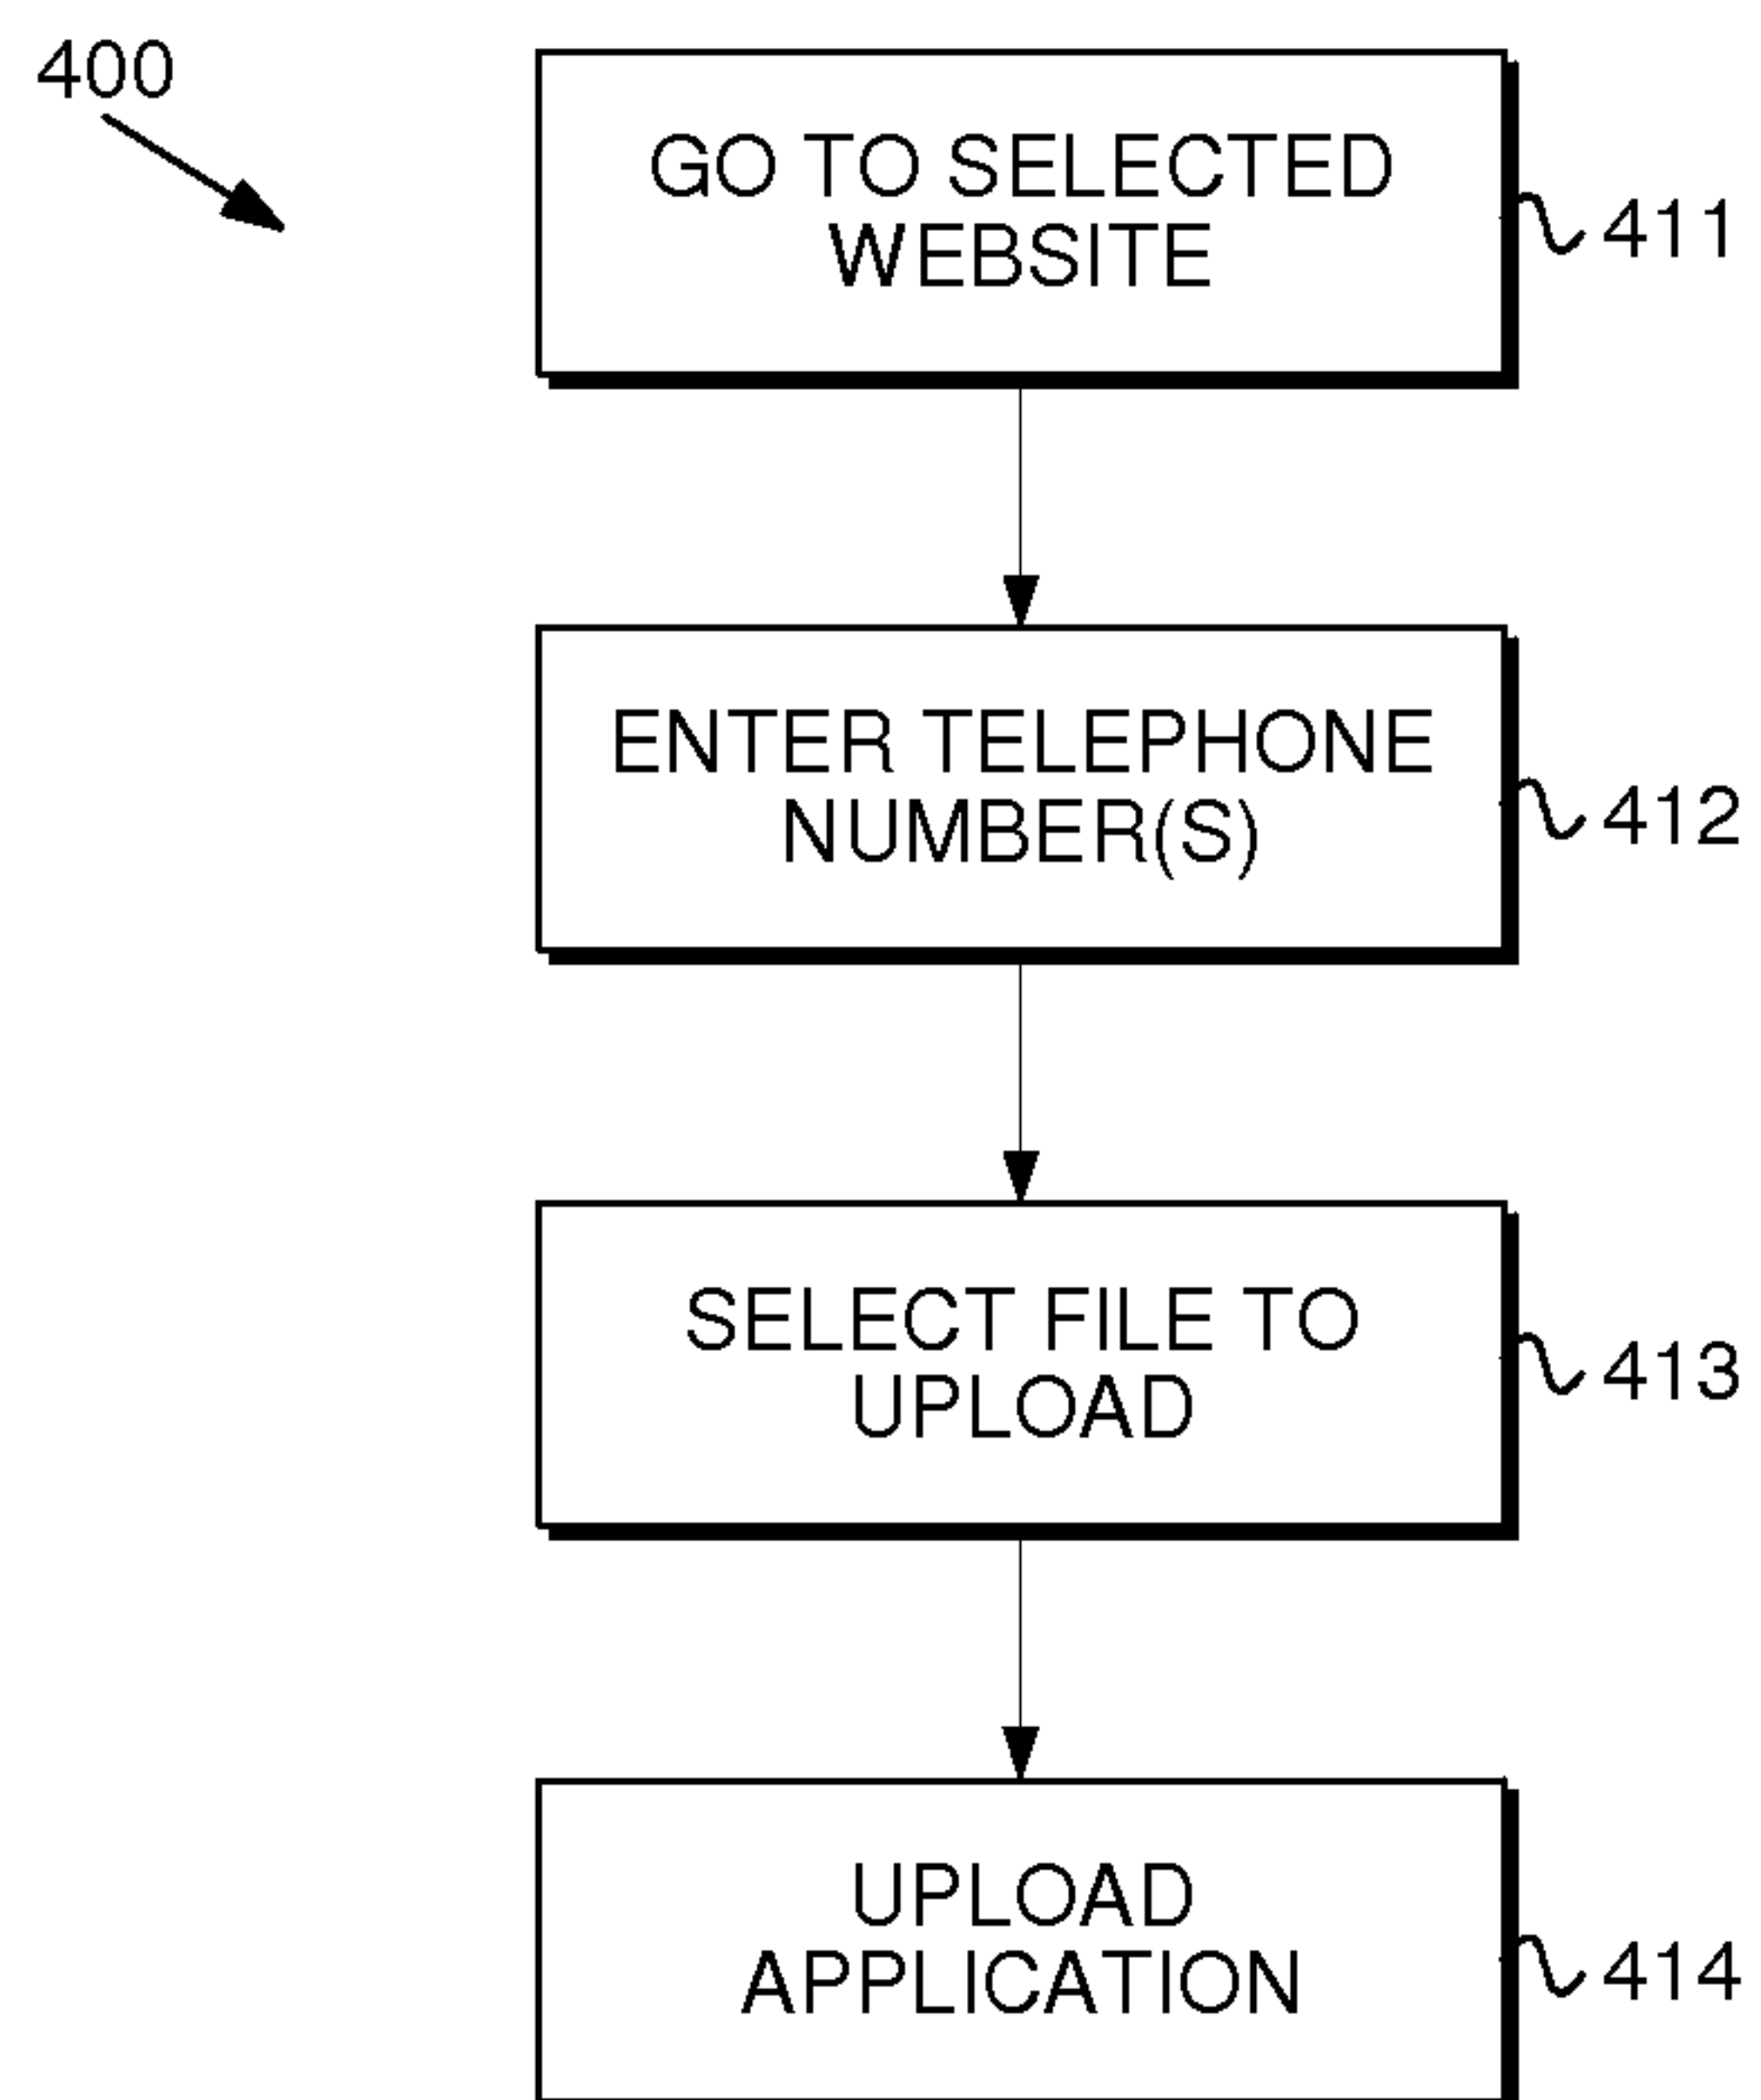 400
GO TO SELECTED
WEBSITE
411
ENTER TELEPHONE
NUMBER(S)
412
SELECT FILE TO
UPLOAD
413
UPLOAD
APPLICATION
414